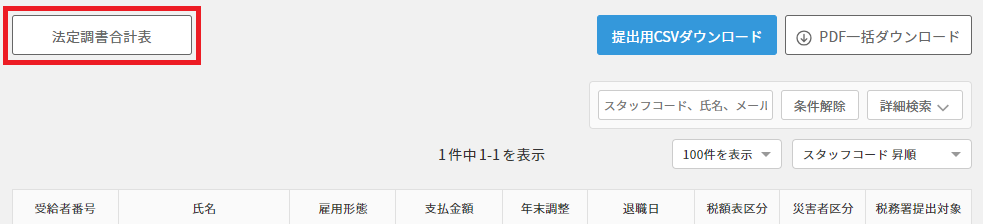 法定調書合計表
提出用CSVダウンロード
PDF一括ダウンロード
スタッフコード、氏名、メール
条件解除
詳細検索
1件中1-1を表示
100件を表示
スタッフコード 昇順
受給者番号 氏名 雇用形態 支払金額 年末調整 退職日 税額表区分 災害者区分 税務署提出対象